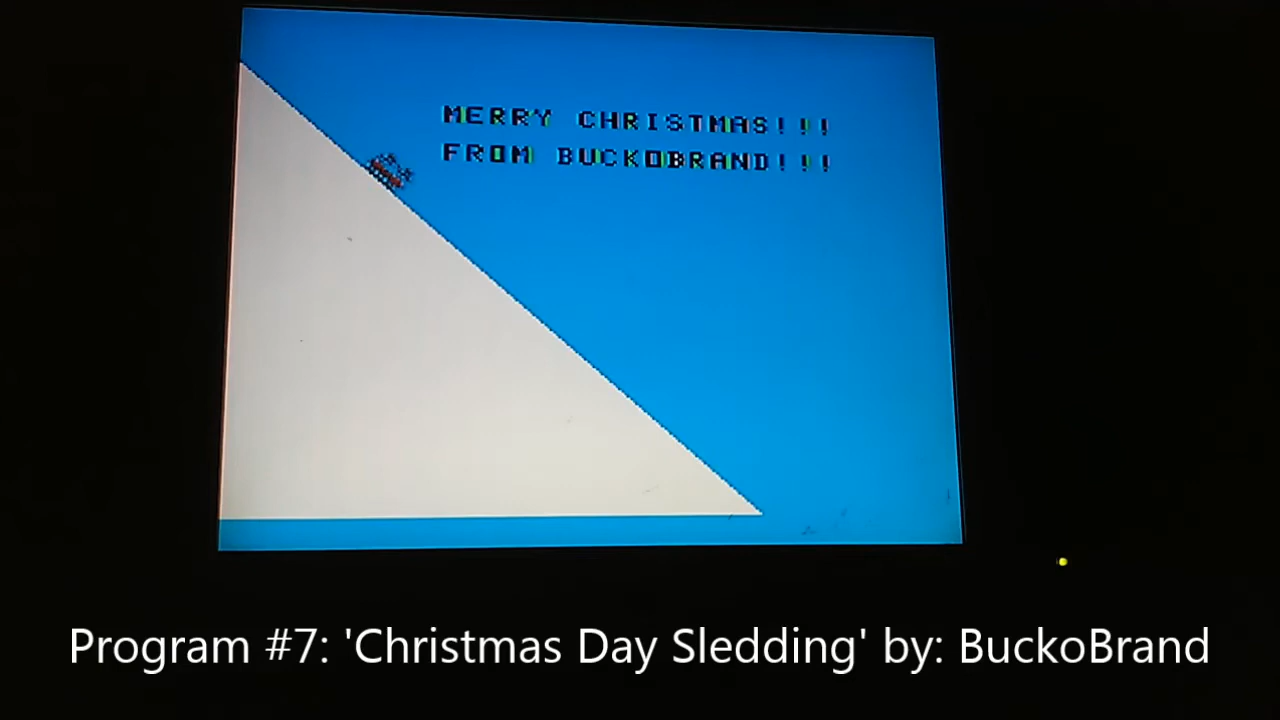 MERRY CHRISTMAS!!!
FROM BUCKOBRAND!!!
Program #7: 'Christmas Day Sledding' by: BuckoBrand